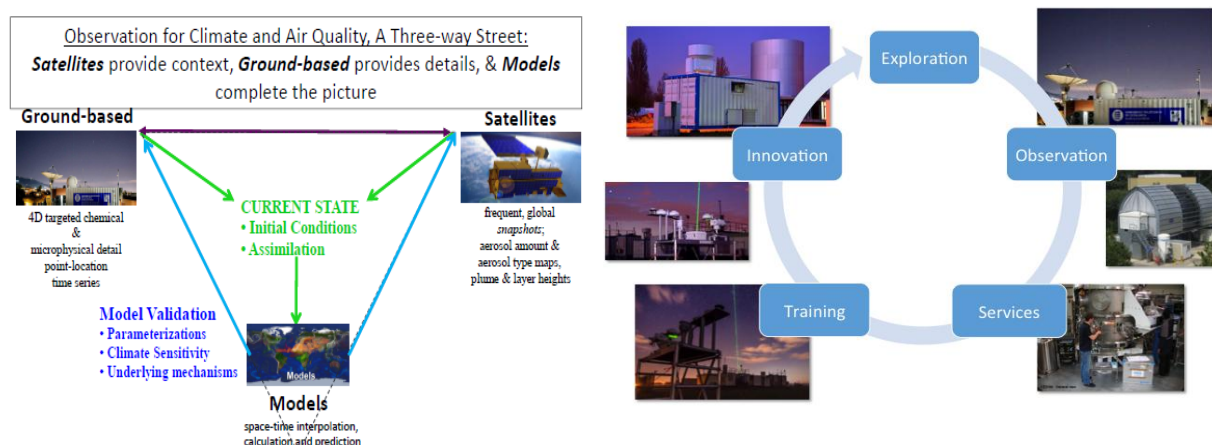 Observation for Climate and Air Quality, A Three-way Street:
Satellites provide context, Ground-based provides details, & Models
complete the picture
Ground-based
Satellites
4D targeted chemical
&
microphysical detail
point-location
time series
CURRENT STATE
• Initial Conditions
• Assimilation
frequent, global
snapshots;
aerosol amount &
aerosol type maps,
plume & layer heights
Model Validation
• Parameterizations
• Climate Sensitivity
• Underlying mechanisms
Models
Models
space-time interpolation,
calculation and prediction
Exploration
Innovation
Observation
Training
Services